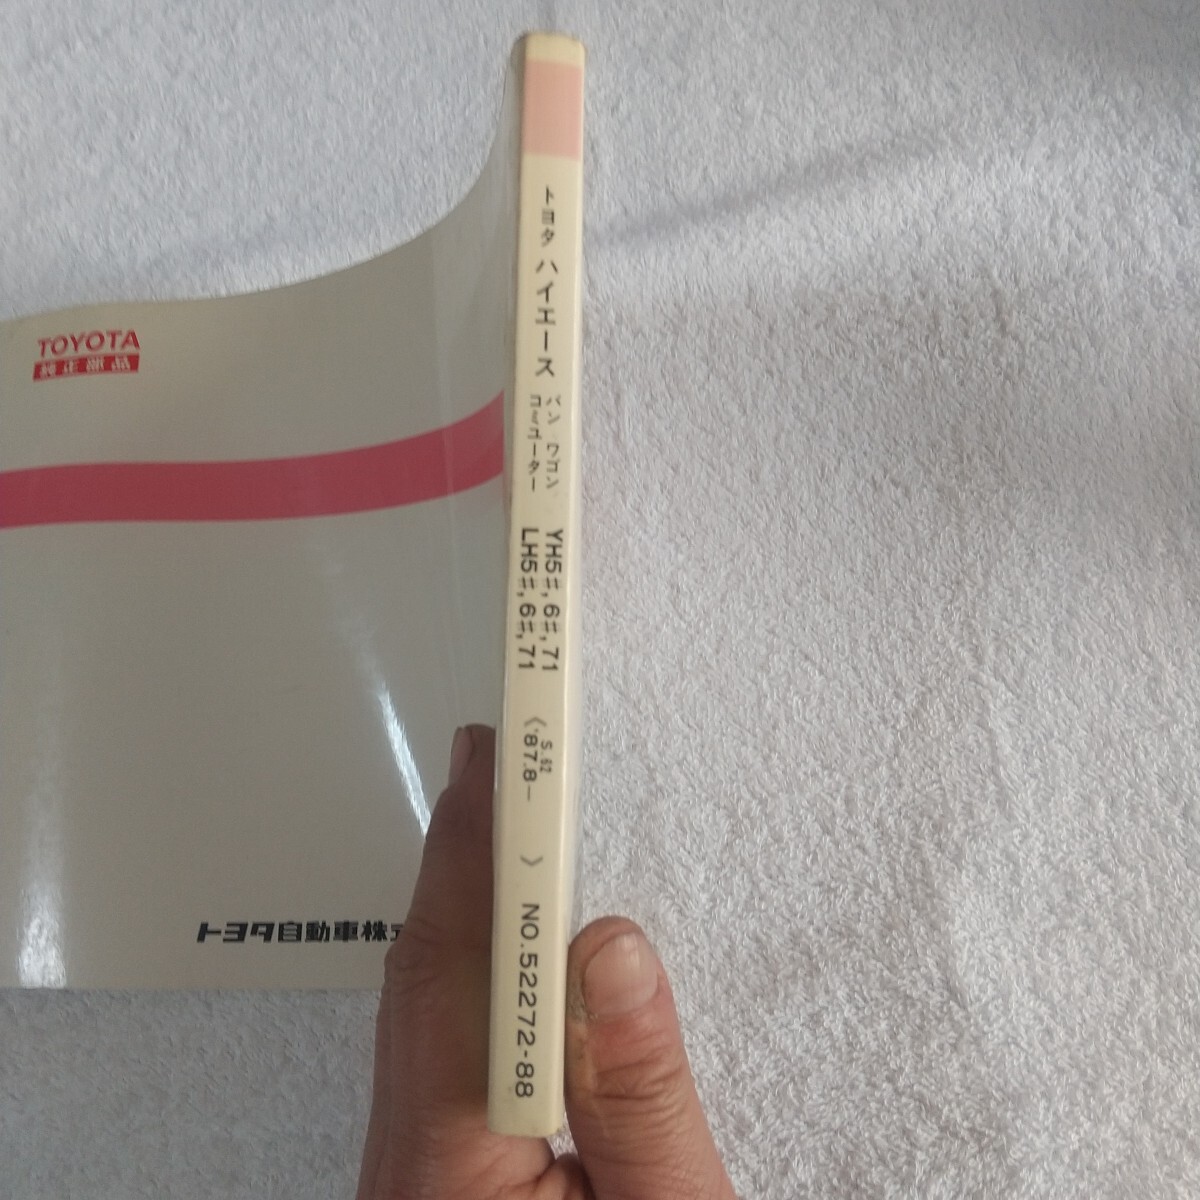 TOYOTA
純正部品
トヨタ自動車株式
トヨタ ハイエース
バン ワゴン
コミューター
YH5#, 6#, 71
LH5#, 6#, 71
S.62
〈'87.8― 〉
NO.52272-88